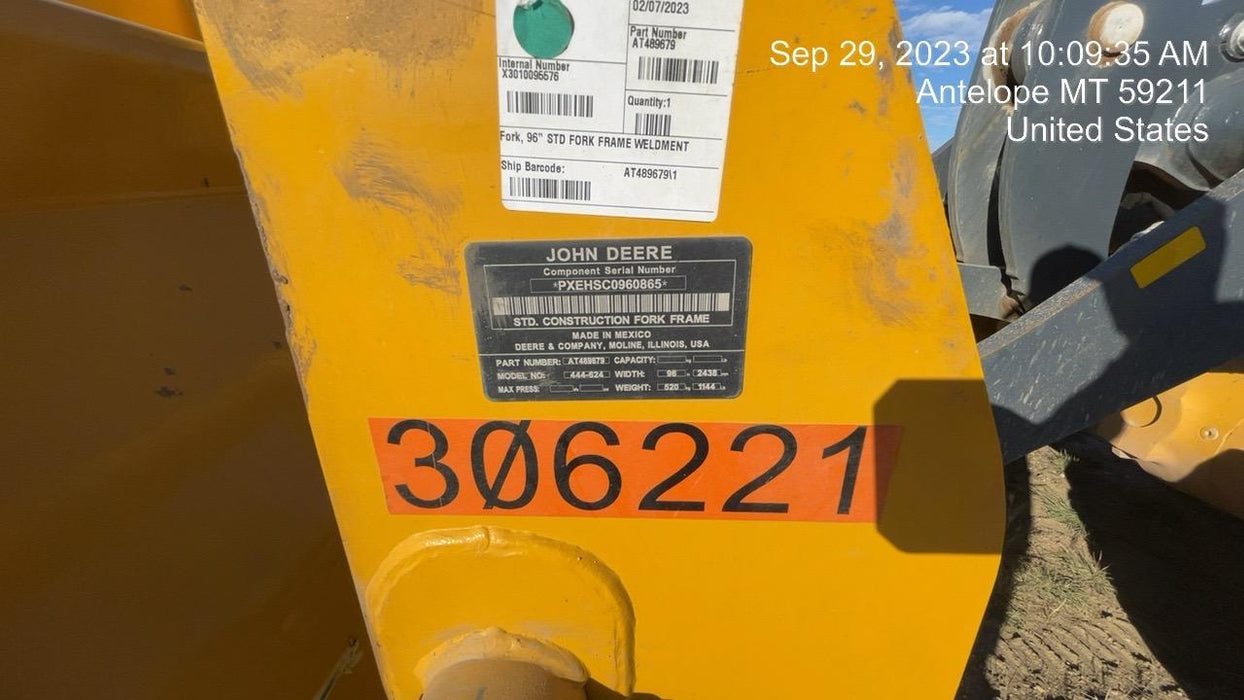 02/07/2023
Part Number
AT489679
Internal Number
X3010095576
Quantity:1
Fork, 96" STD FORK FRAME WELDMENT
Ship Barcode:
AT489679\1
JOHN DEERE
Component Serial Number
*PXEHSC0960865*
STD. CONSTRUCTION FORK FRAME
MADE IN MEXICO
DEERE & COMPANY, MOLINE, ILLINOIS, USA
PART NUMBER: AT489679 CAPACITY:
MODEL NO: 444-624 WIDTH: 96 2438
MAX PRESS: WEIGHT: 520 1144
3Ø6221
Sep 29, 2023 at 10:09:35 AM
Antelope MT 59211
United States